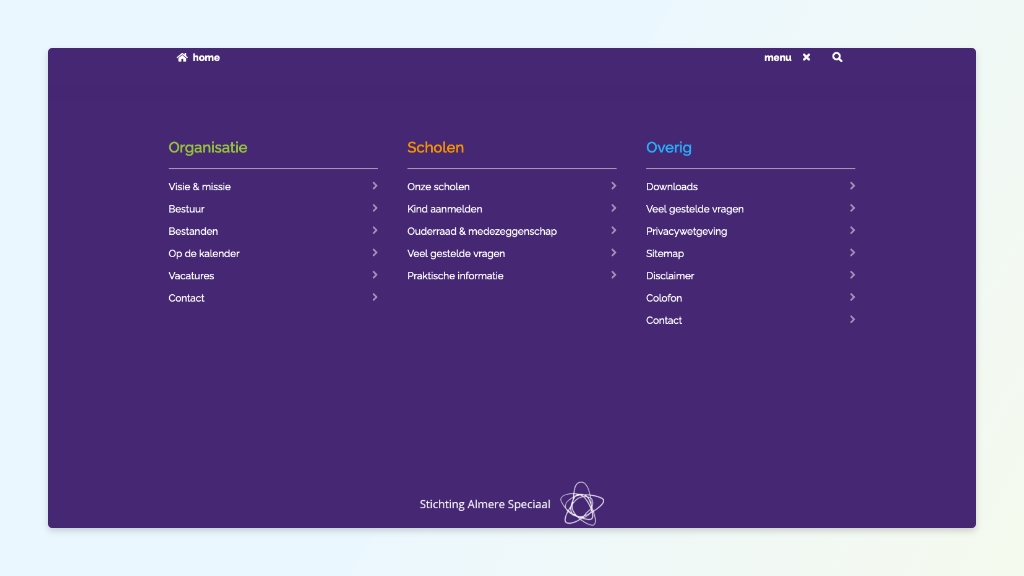 home
menu
Organisatie
Visie & missie
Bestuur
Bestanden
Op de kalender
Vacatures
Contact
Scholen
Onze scholen
Kind aanmelden
Ouderraad & medezeggenschap
Veel gestelde vragen
Praktische informatie
Overig
Downloads
Veel gestelde vragen
Privacywetgeving
Sitemap
Disclaimer
Colofon
Contact
Stichting Almere Speciaal